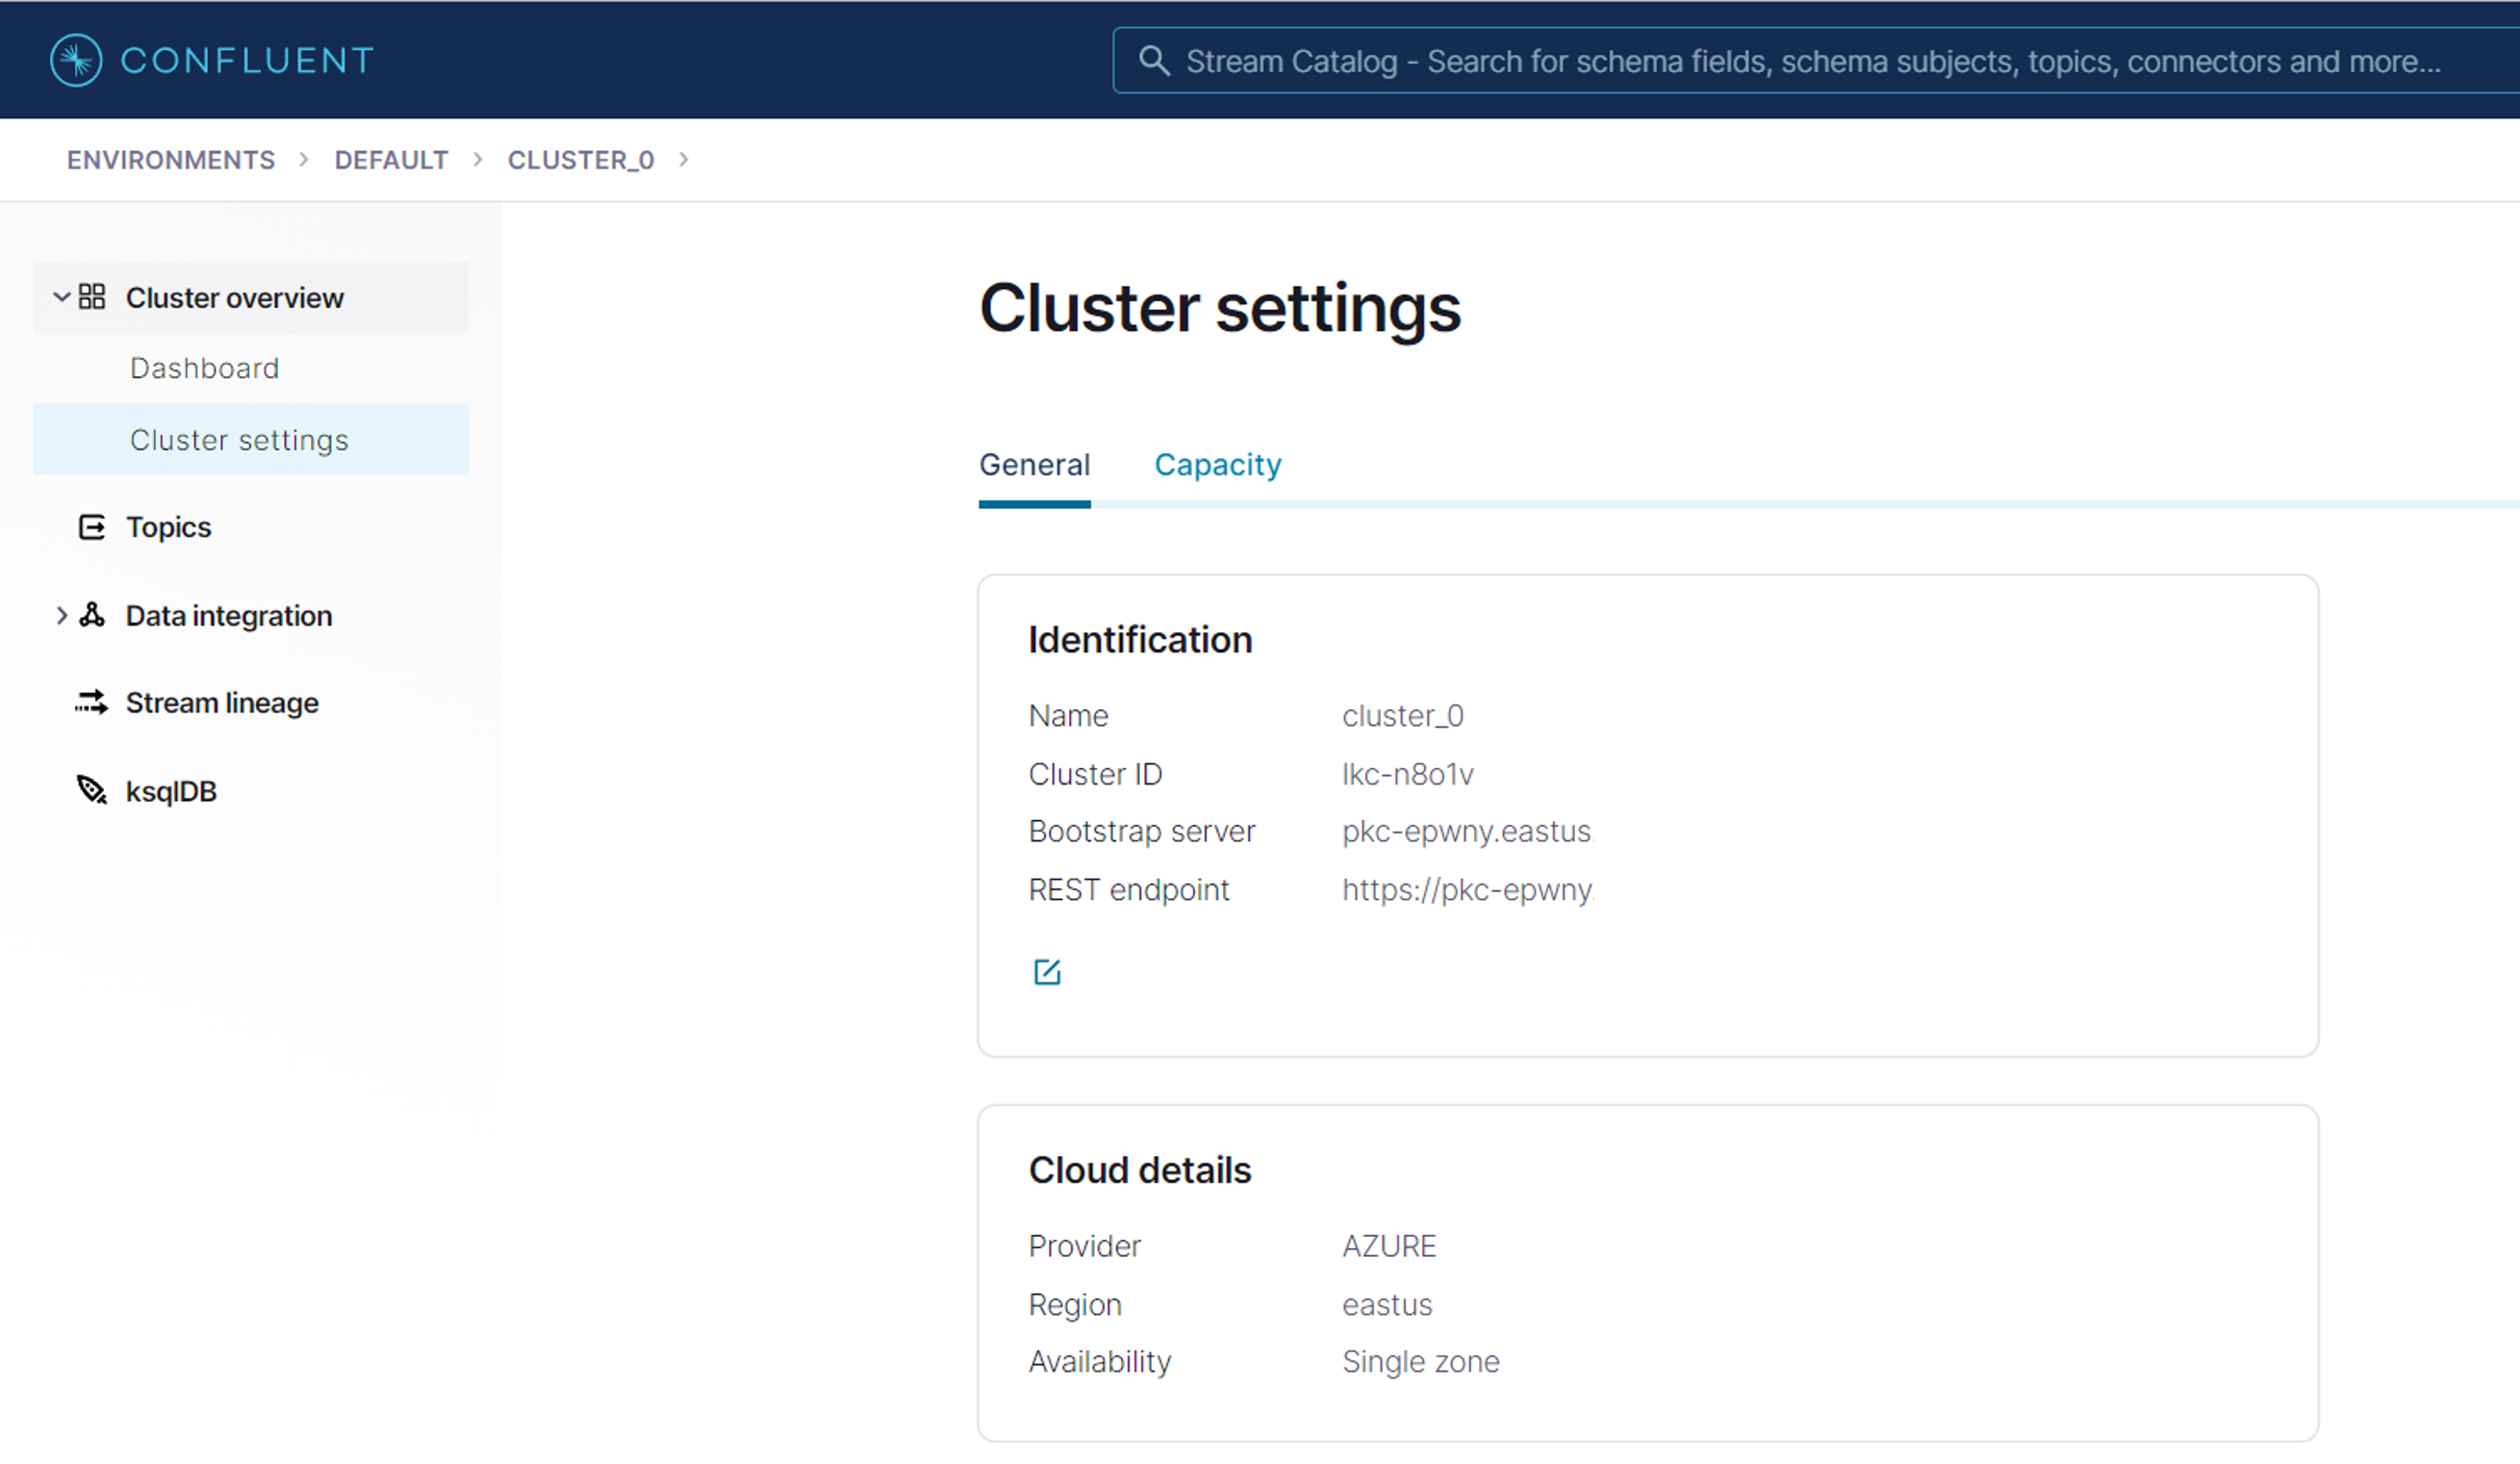 CONFLUENT
Stream Catalog - Search for schema fields, schema subjects, topics, connectors and more...
ENVIRONMENTS > DEFAULT > CLUSTER_0 >
Cluster overview
Dashboard
Cluster settings
Topics
Data integration
Stream lineage
ksqlDB
Cluster settings
General Capacity
Identification
Name cluster_0
Cluster ID lkc-n8o1v
Bootstrap server pkc-epwny.eastus.
REST endpoint https://pkc-epwny.
Cloud details
Provider AZURE
Region eastus
Availability Single zone